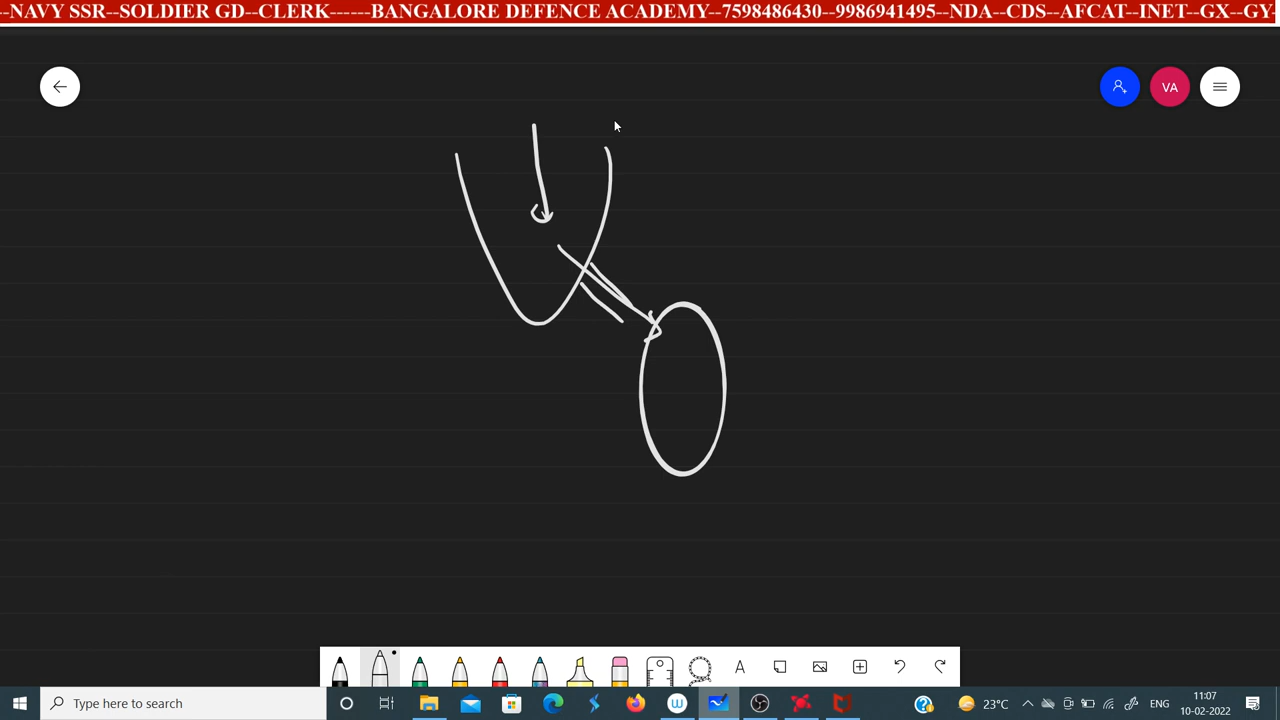 --NAVY SSR--SOLDIER GD--CLERK------BANGALORE DEFENCE ACADEMY--7598486430--9986941495--NDA--CDS--AFCAT--INET--GX--GY-
VA
A
Type here to search
23°C
ENG
11:07
10-02-2022